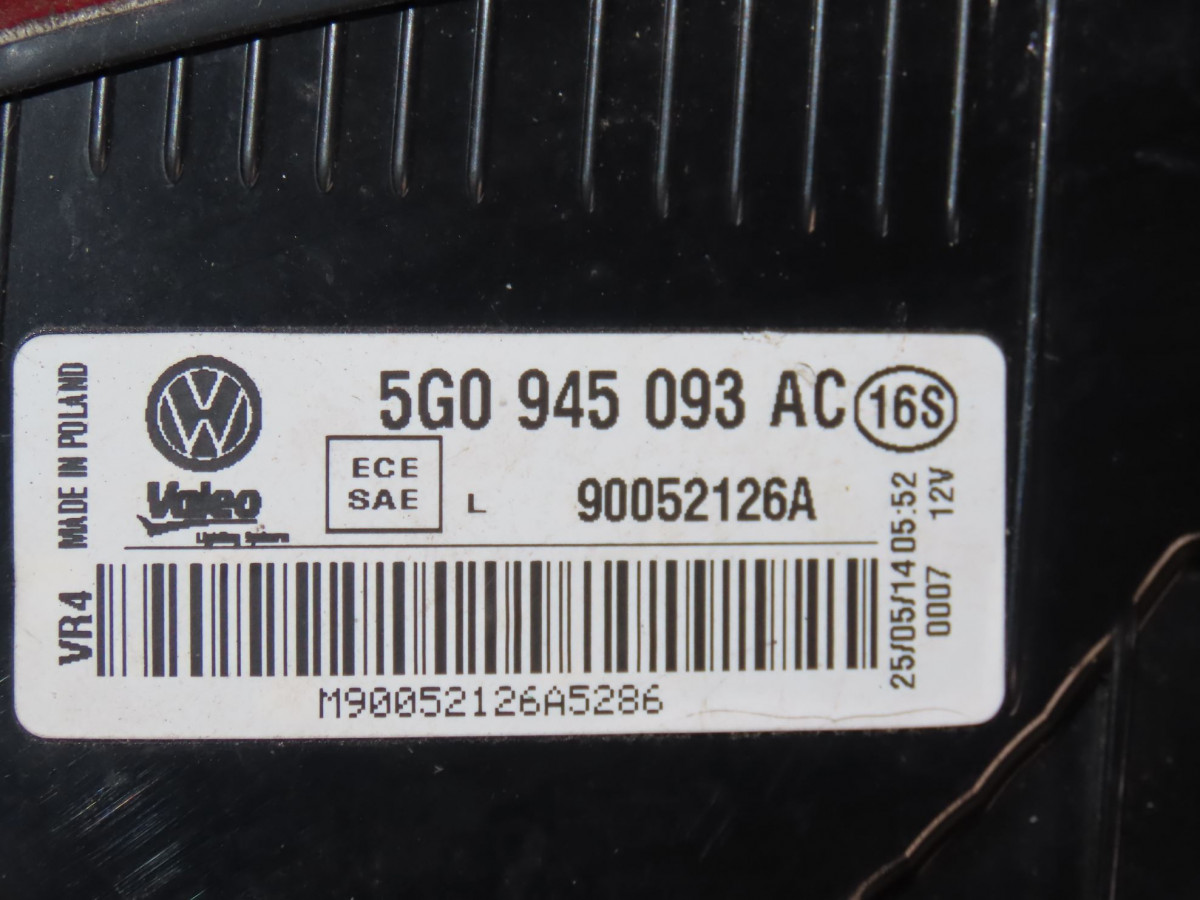 MADE IN POLAND
VW
5G0 945 093 AC 16S
Valeo
ECE
SAE
L
90052126A
VR4
25/05/14 05:52
0007 12V
M90052126A5286